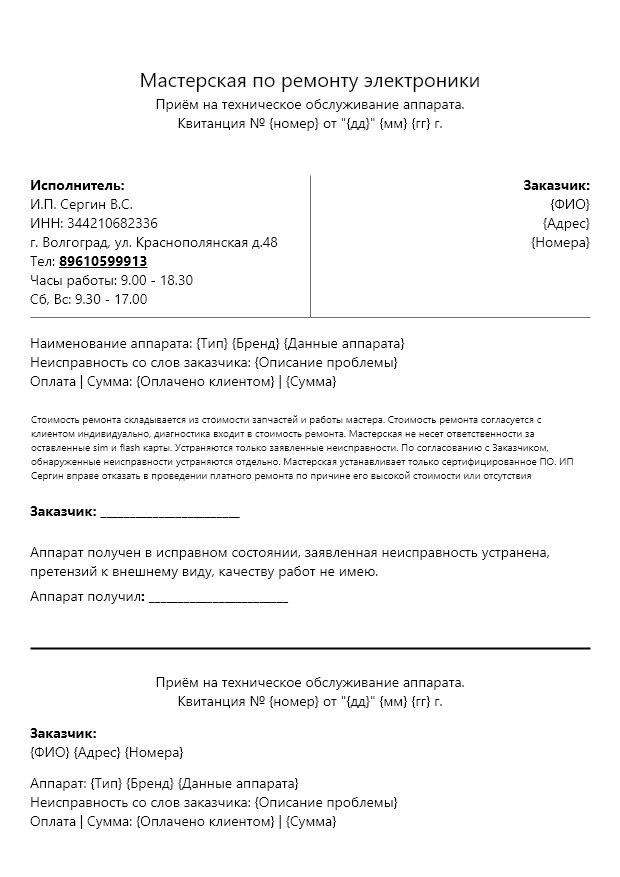 Мастерская по ремонту электроники
Приём на техническое обслуживание аппарата.
Квитанция № {номер} от "{дд}" {мм} {гг} г.
Исполнитель:
И.П. Сергин В.С.
ИНН: 344210682336
г. Волгоград, ул. Краснополянская д.48
Тел: 89610599913
Часы работы: 9.00 - 18.30
Сб, Вс: 9.30 - 17.00
Заказчик:
{ФИО}
{Адрес}
{Номера}
Наименование аппарата: {Тип} {Бренд} {Данные аппарата}
Неисправность со слов заказчика: {Описание проблемы}
Оплата | Сумма: {Оплачено клиентом} | {Сумма}
Стоимость ремонта складывается из стоимости запчастей и работы мастера. Стоимость ремонта согласуется с
клиентом индивидуально, диагностика входит в стоимость ремонта. Мастерская не несет ответственности за
оставленные sim и flash карты. Устраняются только заявленные неисправности. По согласованию с Заказчиком,
обнаруженные неисправности устраняются отдельно. Мастерская устанавливает только сертифицированное ПО. ИП
Сергин вправе отказать в проведении платного ремонта по причине его высокой стоимости или отсутствия
Заказчик: ________________________
Аппарат получен в исправном состоянии, заявленная неисправность устранена,
претензий к внешнему виду, качеству работ не имею.
Аппарат получил: ________________________
Приём на техническое обслуживание аппарата.
Квитанция № {номер} от "{дд}" {мм} {гг} г.
Заказчик:
{ФИО} {Адрес} {Номера}
Аппарат: {Тип} {Бренд} {Данные аппарата}
Неисправность со слов заказчика: {Описание проблемы}
Оплата | Сумма: {Оплачено клиентом} | {Сумма}